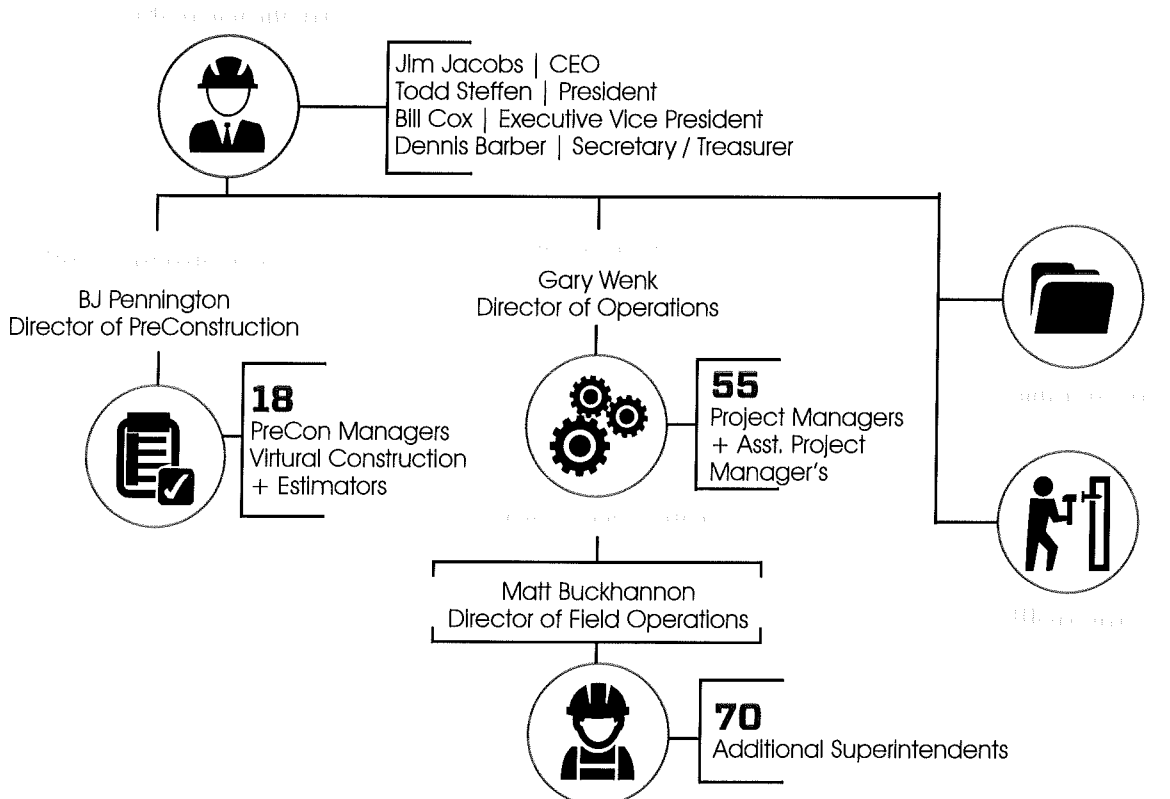 Jim Jacobs | CEO
Todd Steffen | President
Bill Cox | Executive Vice President
Dennis Barber | Secretary / Treasurer
BJ Pennington
Director of PreConstruction
18
PreCon Managers
Virtural Construction
+ Estimators
Gary Wenk
Director of Operations
55
Project Managers
+ Asst. Project
Manager's
Matt Buckhannon
Director of Field Operations
70
Additional Superintendents